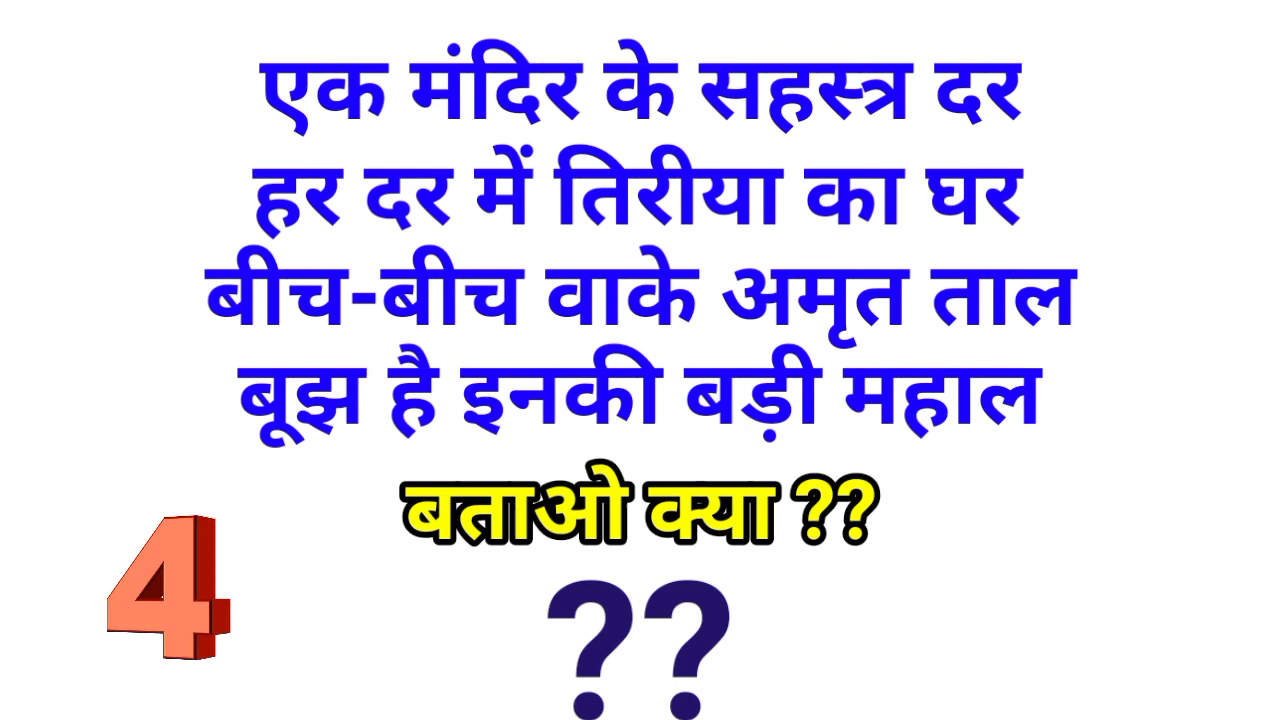 एक मंदिर के सहस्त्र दर
हर दर में तिरीया का घर
बीच-बीच वाके अमृत ताल
बूझ है इनकी बड़ी महाल
बताओ क्या ??
4
??